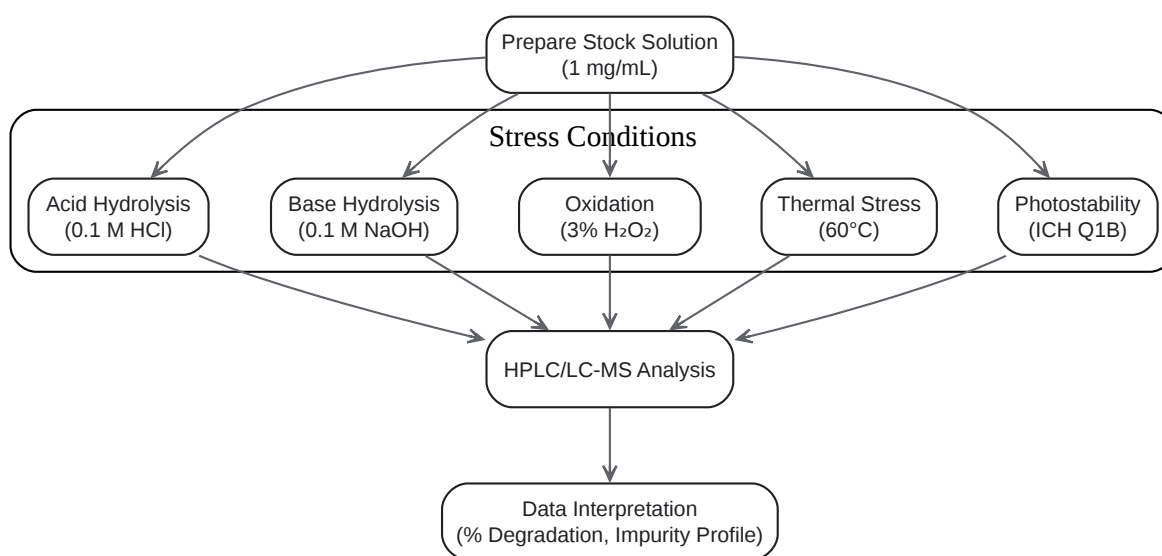 Prepare Stock Solution
(1 mg/mL)
Stress Conditions
Acid Hydrolysis
(0.1 M HCl)
Base Hydrolysis
(0.1 M NaOH)
Oxidation
(3% H₂O₂)
Thermal Stress
(60°C)
Photostability
(ICH Q1B)
HPLC/LC-MS Analysis
Data Interpretation
(% Degradation, Impurity Profile)